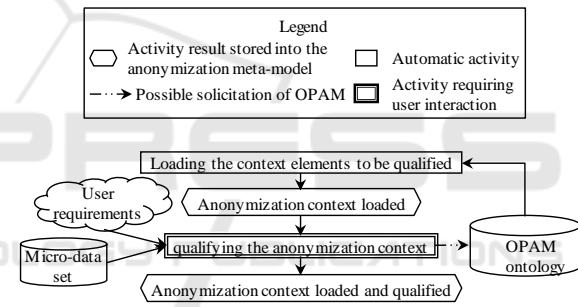 Legend
Activity result stored into the
anonymization meta-model
Automatic activity
Possible solicitation of OPAM
Activity requiring
user interaction
Loading the context elements to be qualified
User
requirements
Anonymization context loaded
Micro-data
set
qualifying the anonymization context
OPAM
ontology
Anonymization context loaded and qualified